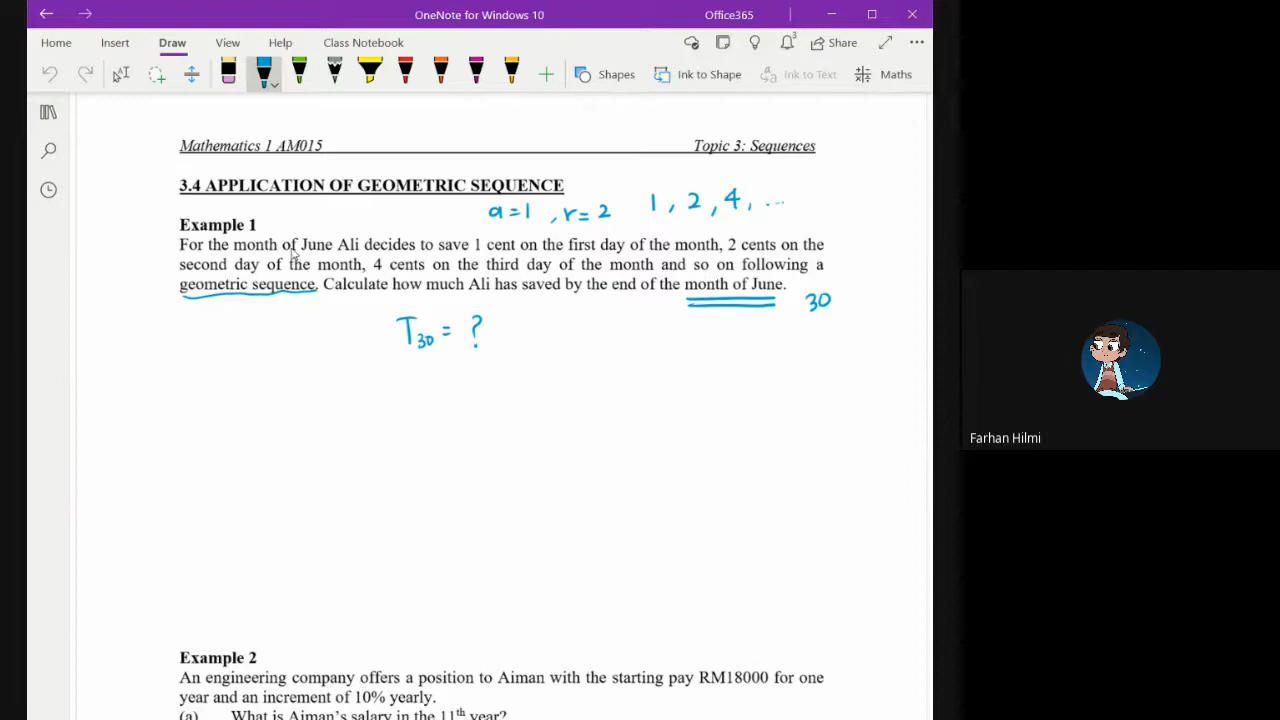 OneNote for Windows 10
Office365
Home Insert Draw View Help Class Notebook
Share
Shapes Ink to Shape Ink to Text Maths
Mathematics 1 AM015 Topic 3: Sequences
3.4 APPLICATION OF GEOMETRIC SEQUENCE
a = 1 , r = 2 1 , 2 , 4 , ...
Example 1
For the month of June Ali decides to save 1 cent on the first day of the month, 2 cents on the
second day of the month, 4 cents on the third day of the month and so on following a
geometric sequence. Calculate how much Ali has saved by the end of the month of June.
30
T30 = ?
Farhan Hilmi
Example 2
An engineering company offers a position to Aiman with the starting pay RM18000 for one
year and an increment of 10% yearly.
(a) What is Aiman's salary in the 11th year?